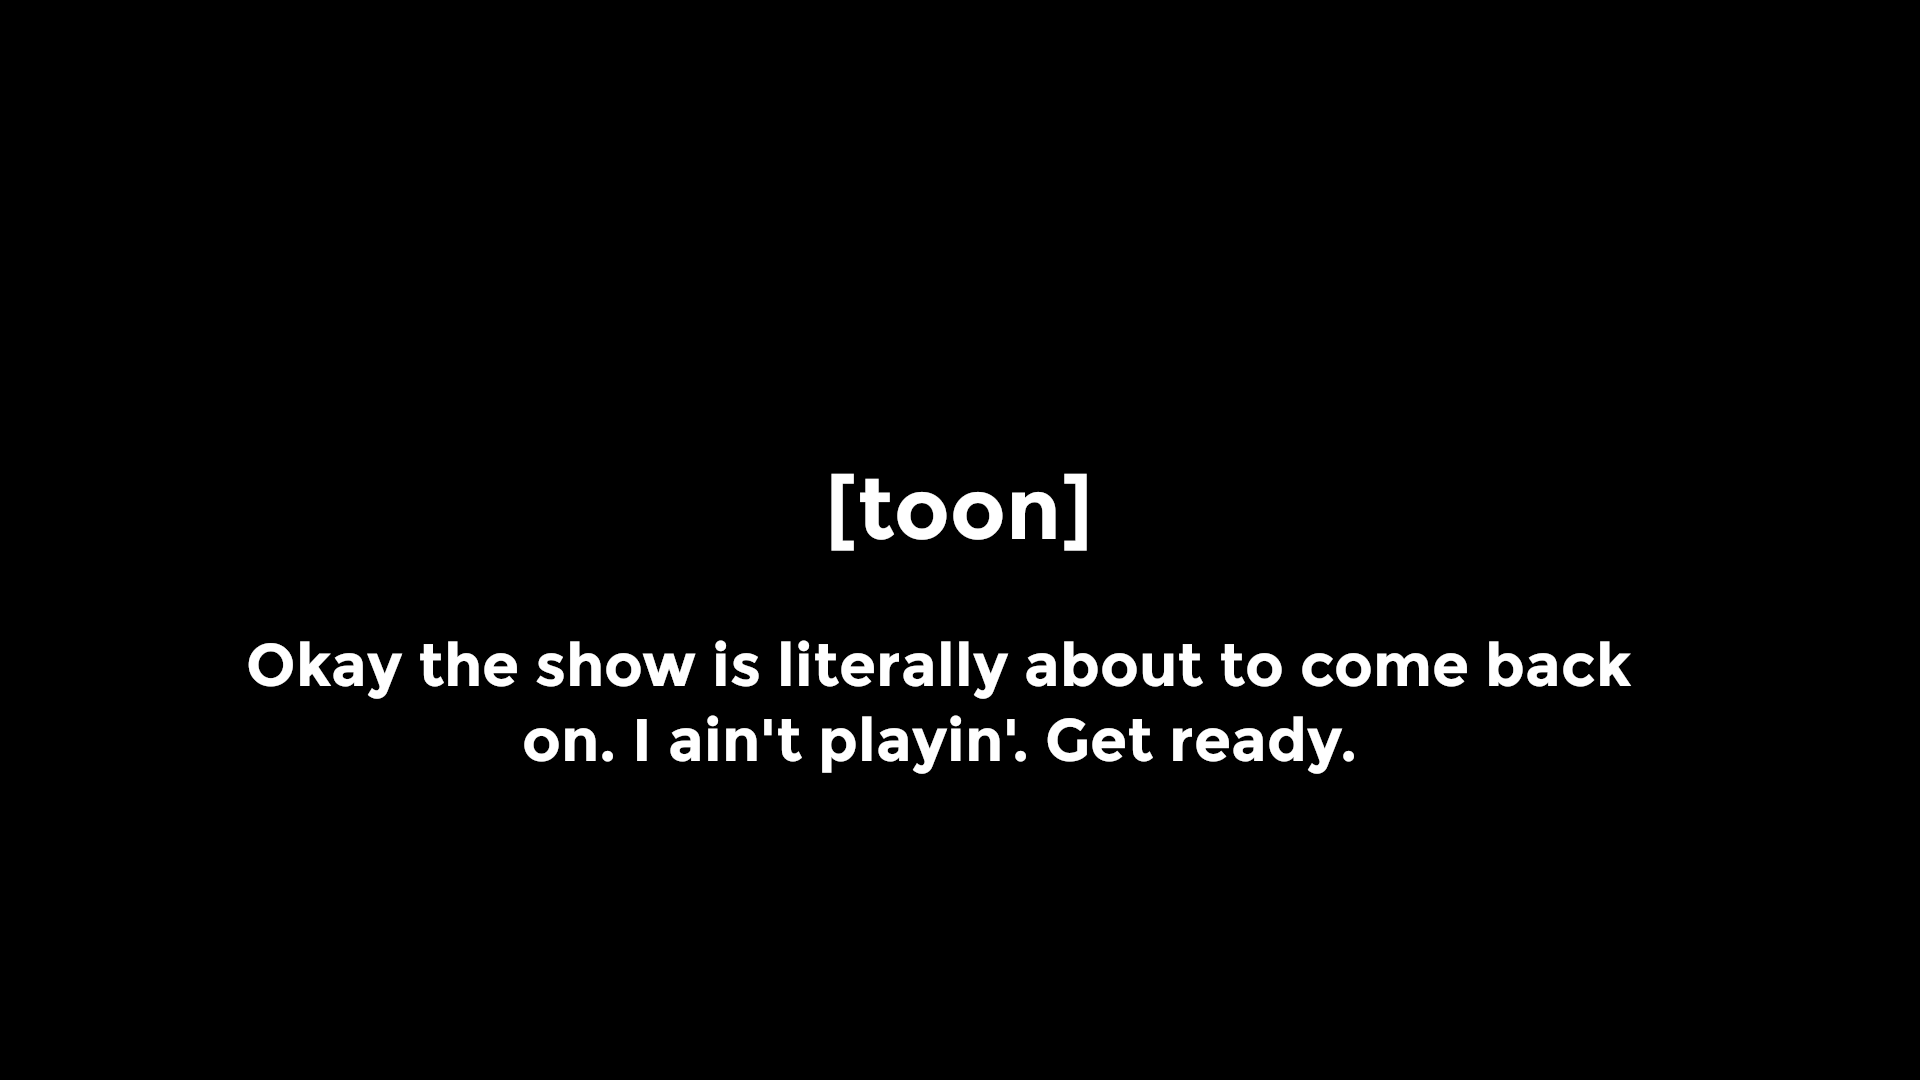 [toon]
Okay the show is literally about to come back
on. I ain't playin'. Get ready.